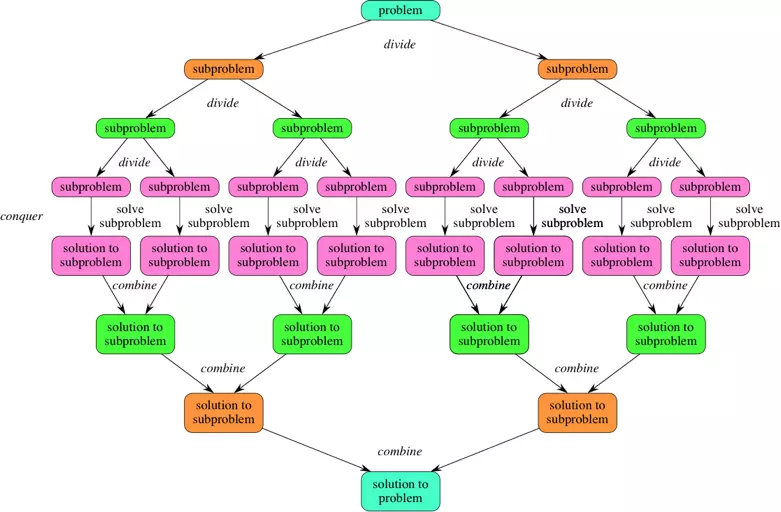 problem
divide
subproblem subproblem
divide divide
subproblem subproblem subproblem subproblem
divide divide divide divide
subproblem subproblem subproblem subproblem subproblem subproblem subproblem subproblem
conquer
solve solve solve solve solve solve solve solve
subproblem subproblem subproblem subproblem subproblem subproblem subproblem subproblem
solution to solution to solution to solution to solution to solution to solution to solution to
subproblem subproblem subproblem subproblem subproblem subproblem subproblem subproblem
combine combine combine combine
solution to solution to solution to solution to
subproblem subproblem subproblem subproblem
combine combine
solution to solution to
subproblem subproblem
combine
solution to
problem